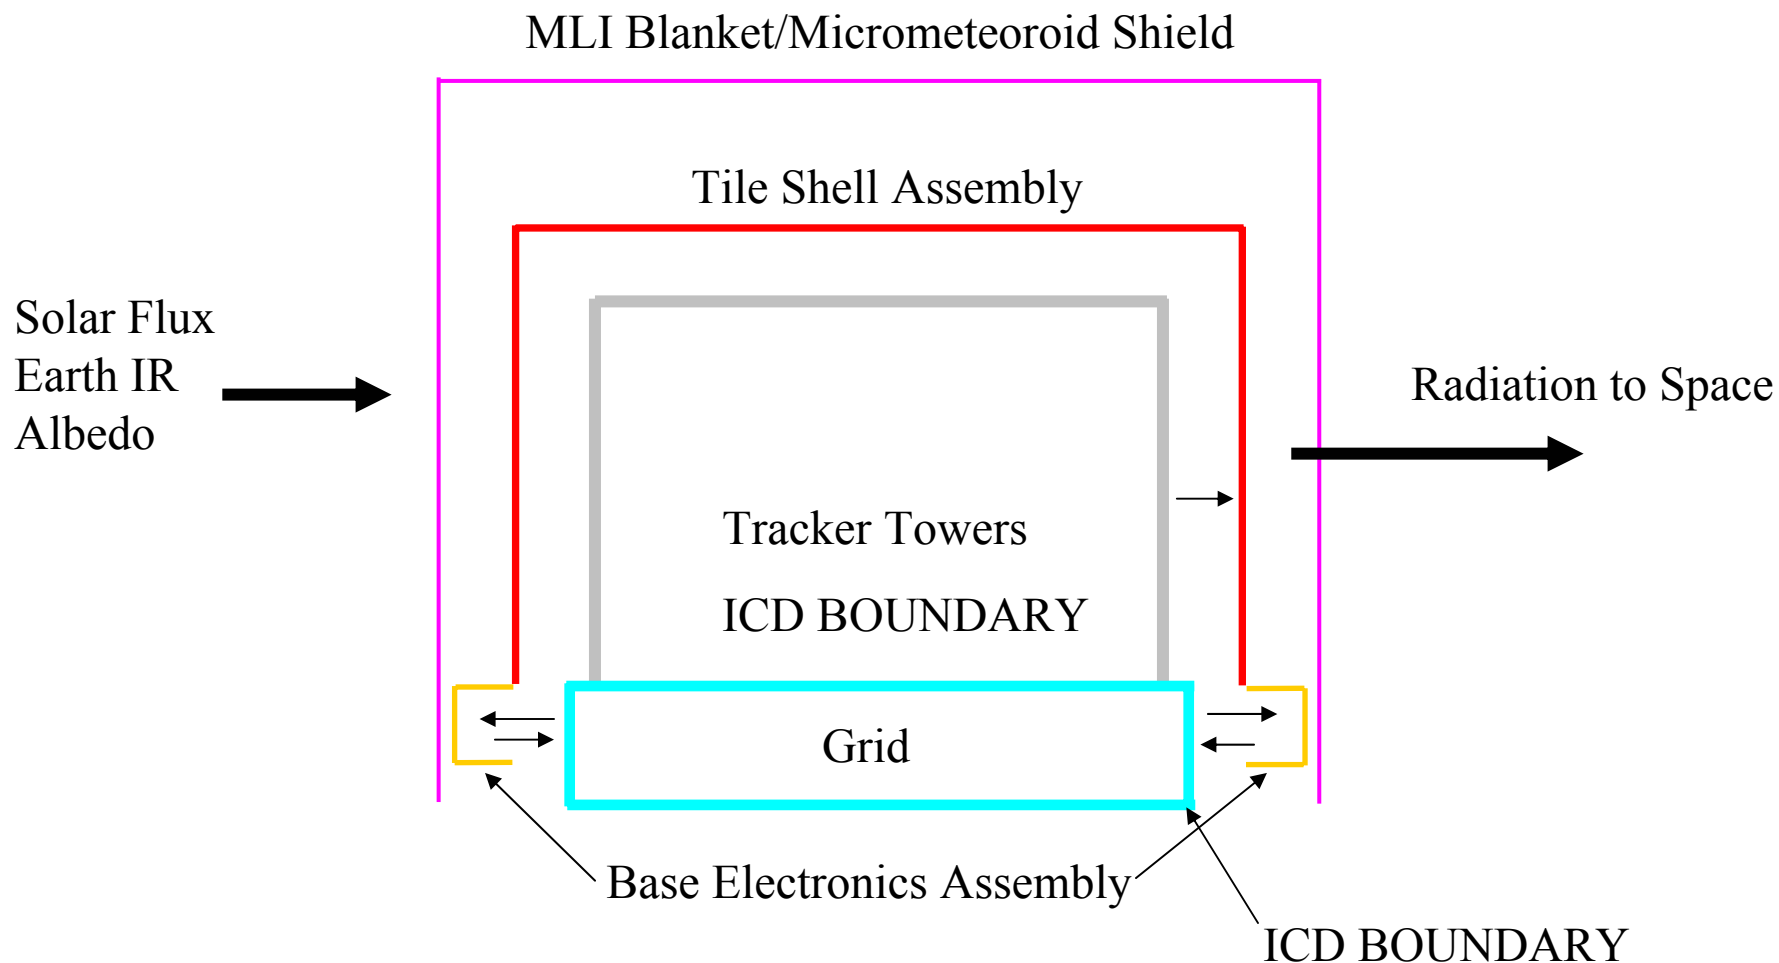 MLI Blanket/Micrometeoroid Shield
Tile Shell Assembly
Solar Flux
Earth IR
Albedo
Radiation to Space
Tracker Towers
ICD BOUNDARY
Grid
Base Electronics Assembly
ICD BOUNDARY